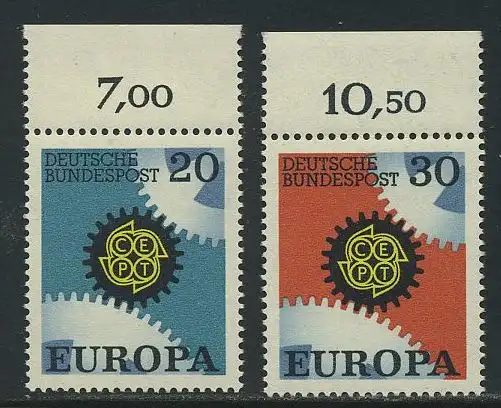 7,00
DEUTSCHE
BUNDESPOST 20
CEPT
EUROPA
10,50
DEUTSCHE
BUNDESPOST 30
CEPT
EUROPA